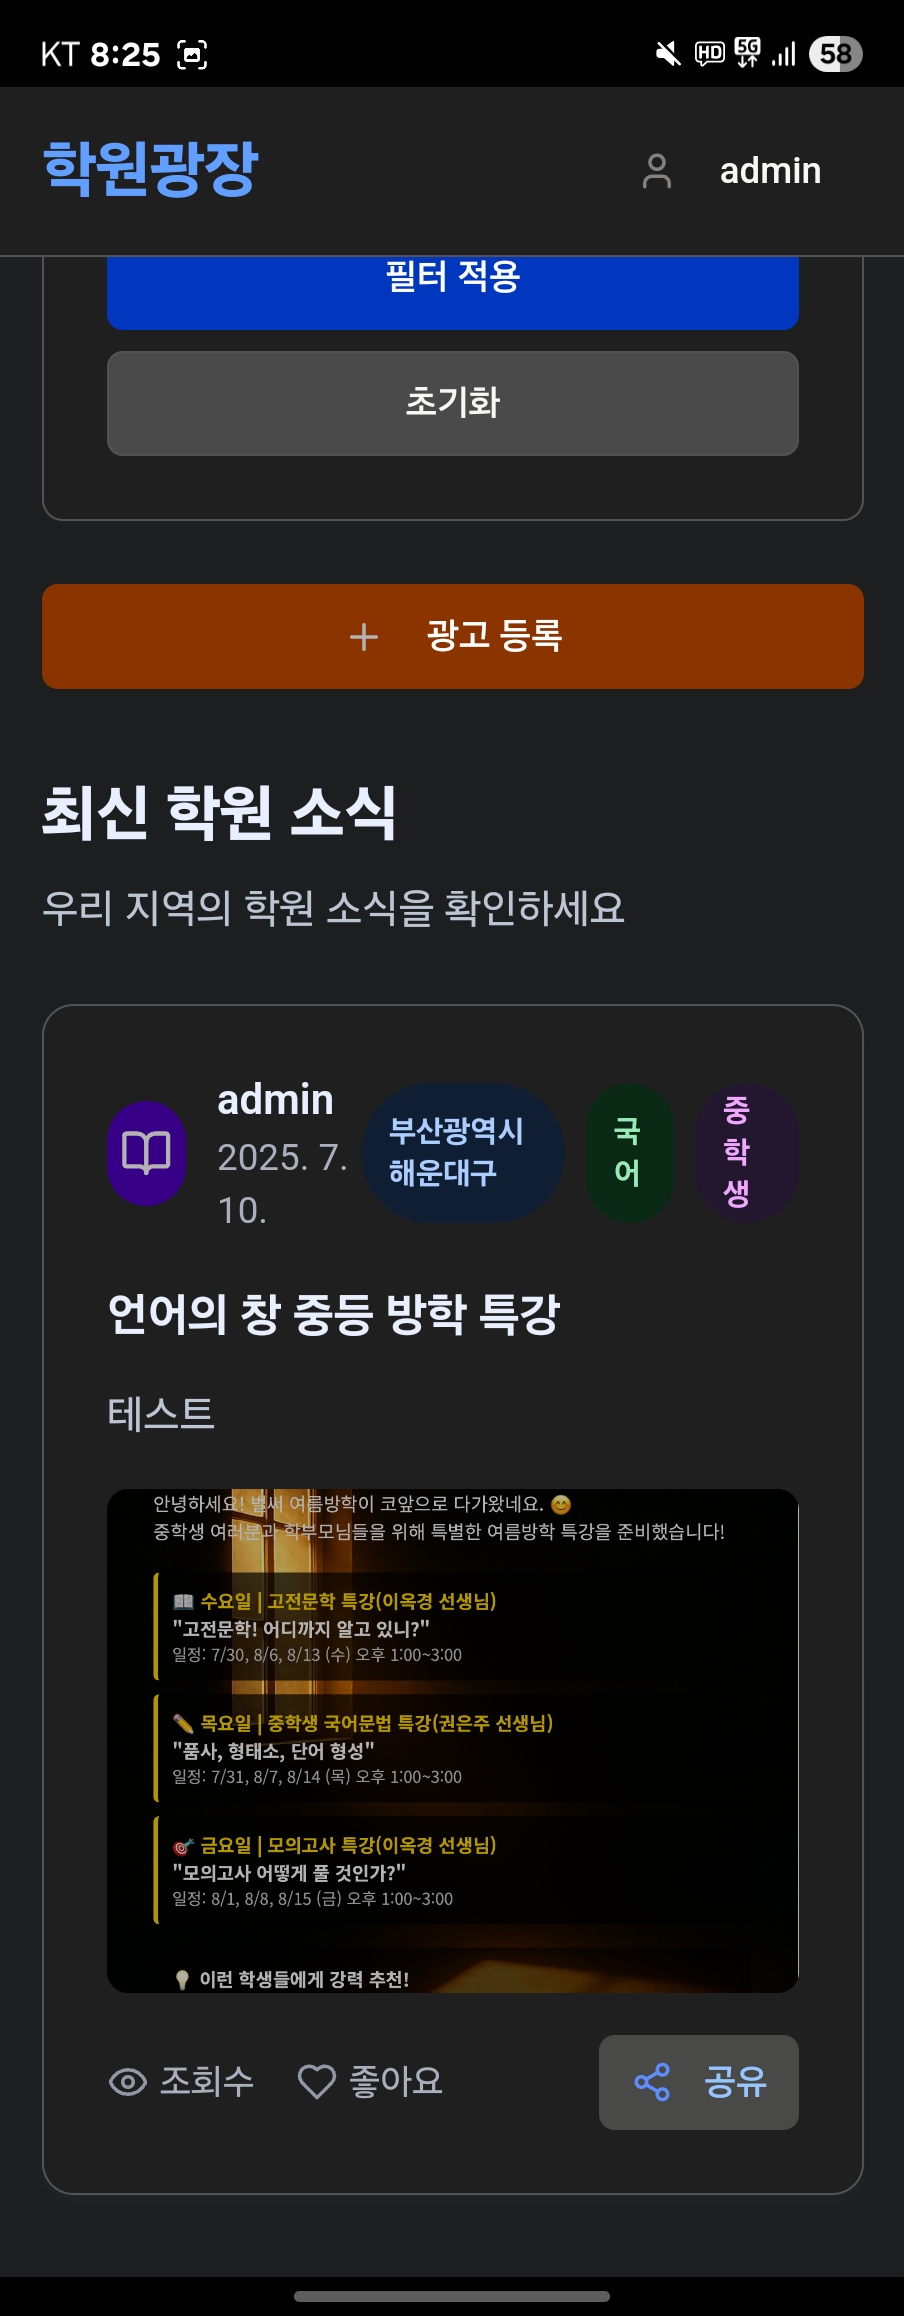 KT 8:25 HD 5G 58
학원광장 admin
필터 적용
초기화
광고 등록
최신 학원 소식
우리 지역의 학원 소식을 확인하세요
admin
2025. 7.
10.
부산광역시
해운대구
국
어
중
학
생
언어의 창 중등 방학 특강
테스트
안녕하세요! 벌써 여름방학이 코앞으로 다가왔네요. 😊
중학생 여러분과 학부모님들을 위해 특별한 여름방학 특강을 준비했습니다!
📖 수요일 | 고전문학 특강(이옥경 선생님)
"고전문학! 어디까지 알고 있니?"
일정: 7/30, 8/6, 8/13 (수) 오후 1:00~3:00
✏️ 목요일 | 중학생 국어문법 특강(권은주 선생님)
"품사, 형태소, 단어 형성"
일정: 7/31, 8/7, 8/14 (목) 오후 1:00~3:00
🎯 금요일 | 모의고사 특강(이옥경 선생님)
"모의고사 어떻게 풀 것인가?"
일정: 8/1, 8/8, 8/15 (금) 오후 1:00~3:00
💡 이런 학생들에게 강력 추천!
조회수 좋아요 공유